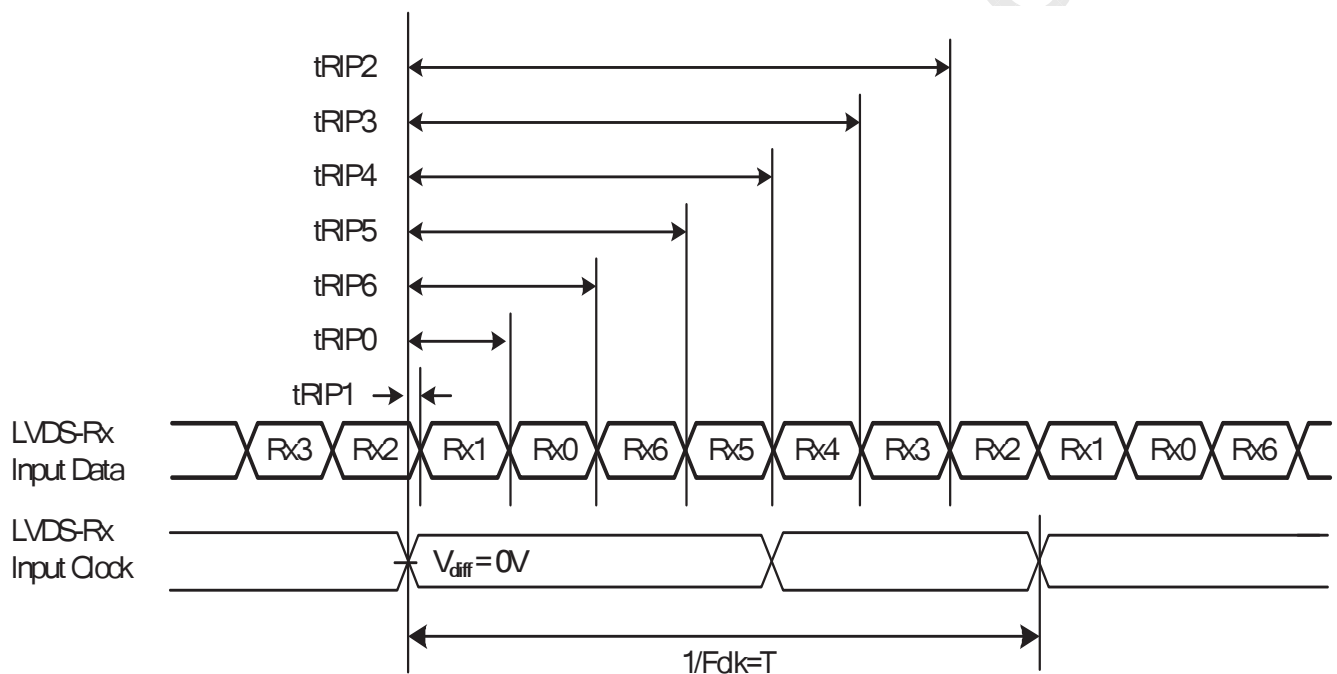 tRIP2
tRIP3
tRIP4
tRIP5
tRIP6
tRIP0
tRIP1
LVDS-Rx
Input Data
Rx3 Rx2 Rx1 Rx0 Rx6 Rx5 Rx4 Rx3 Rx2 Rx1 Rx0 Rx6
LVDS-Rx
Input Clock
Vdiff = 0V
1/Fclk=T